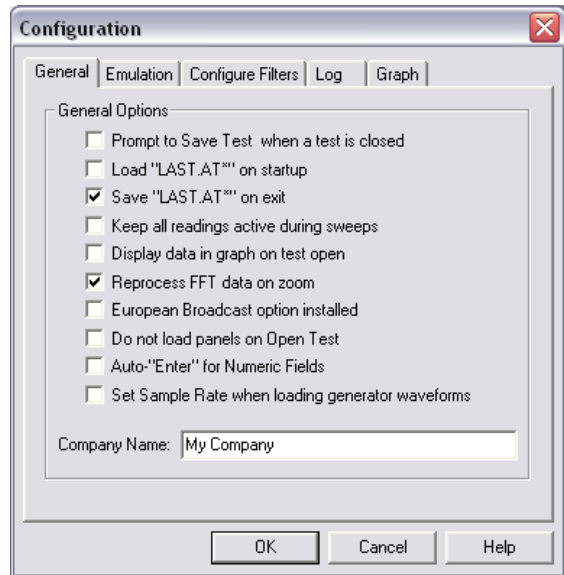 Configuration
General Emulation Configure Filters Log Graph
General Options
Prompt to Save Test when a test is closed
Load "LAST.AT*" on startup
Save "LAST.AT*" on exit
Keep all readings active during sweeps
Display data in graph on test open
Reprocess FFT data on zoom
European Broadcast option installed
Do not load panels on Open Test
Auto-"Enter" for Numeric Fields
Set Sample Rate when loading generator waveforms
Company Name: My Company
OK Cancel Help